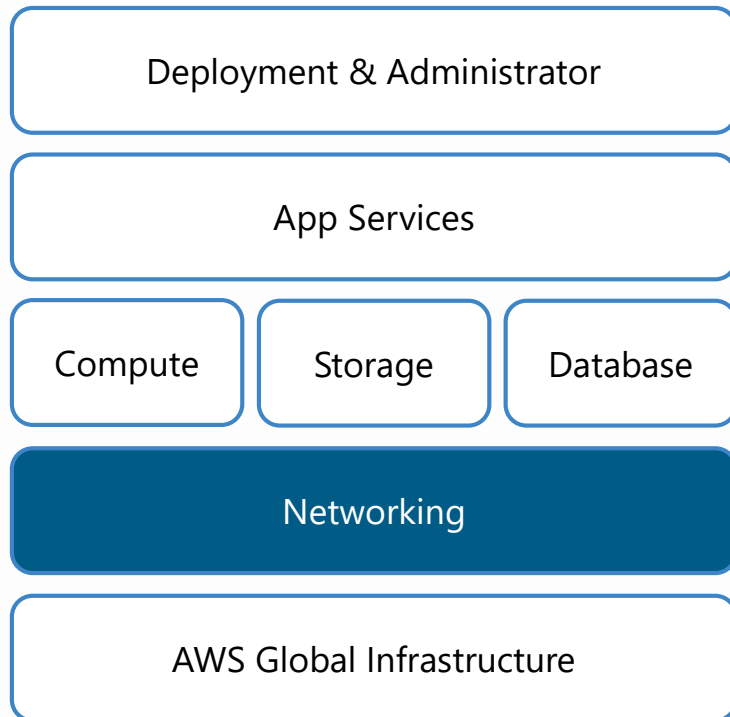 Deployment & Administrator
App Services
Compute
Storage
Database
Networking
AWS Global Infrastructure